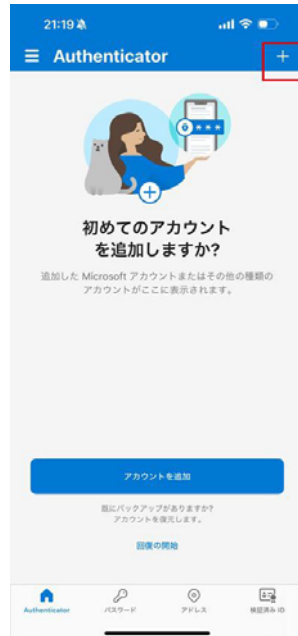 21:19
Authenticator
初めてのアカウント
を追加しますか?
追加した Microsoft アカウントまたはその他の種類の
アカウントがここに表示されます。
アカウントを追加
既にバックアップがありますか?
アカウントを復元します。
回復の開始
Authenticator
パスワード
アドレス
検証済み ID